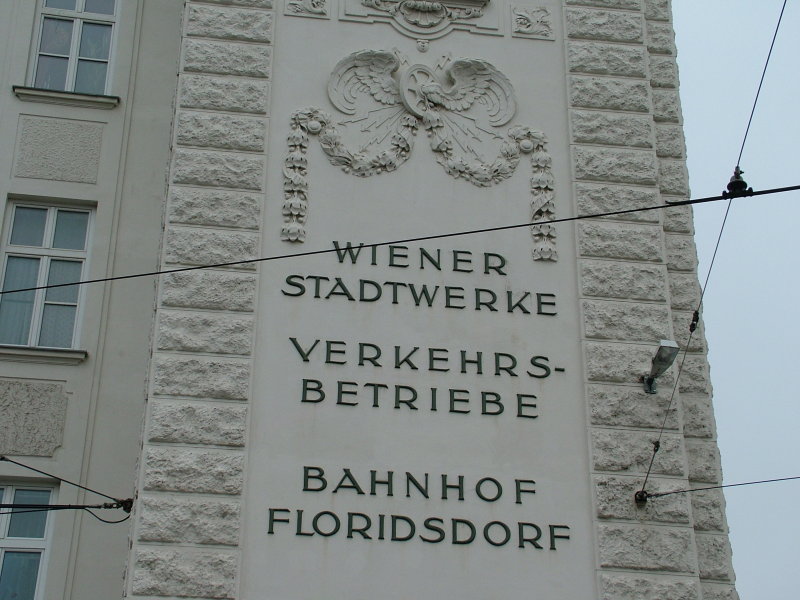 WIENER
STADTWERKE
VERKEHRS-
BETRIEBE
BAHNHOF
FLORIDSDORF